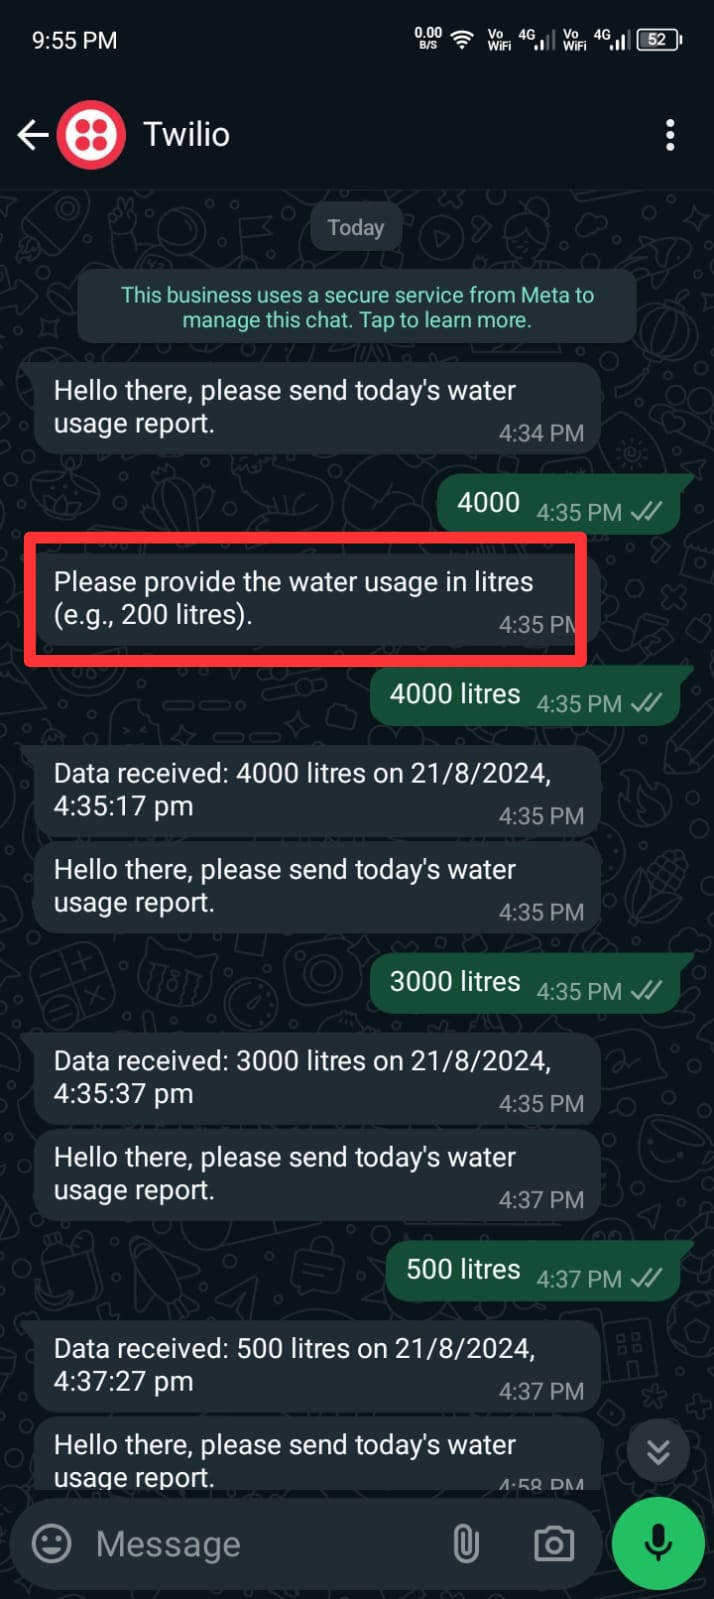 9:55 PM
0.00 B/S Vo WiFi 4G Vo WiFi 4G 52
Twilio
Today
This business uses a secure service from Meta to
manage this chat. Tap to learn more.
Hello there, please send today's water
usage report.
4:34 PM
4000 4:35 PM
Please provide the water usage in litres
(e.g., 200 litres).
4:35 PM
4000 litres 4:35 PM
Data received: 4000 litres on 21/8/2024,
4:35:17 pm
4:35 PM
Hello there, please send today's water
usage report.
4:35 PM
3000 litres 4:35 PM
Data received: 3000 litres on 21/8/2024,
4:35:37 pm
4:35 PM
Hello there, please send today's water
usage report.
4:37 PM
500 litres 4:37 PM
Data received: 500 litres on 21/8/2024,
4:37:27 pm
4:37 PM
Hello there, please send today's water
usage report.
4:58 PM
Message